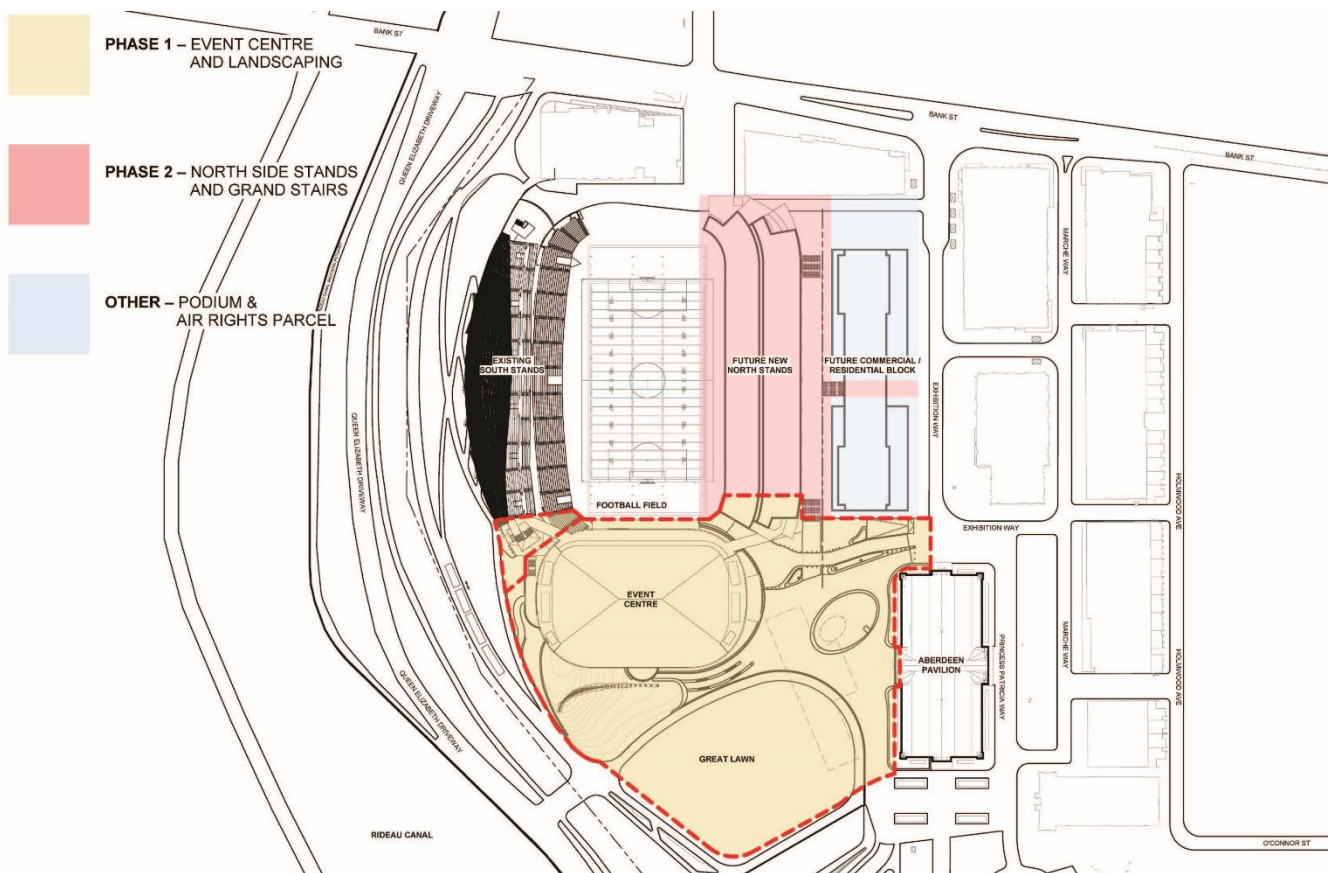 PHASE 1 – EVENT CENTRE
AND LANDSCAPING
PHASE 2 – NORTH SIDE STANDS
AND GRAND STAIRS
OTHER – PODIUM &
AIR RIGHTS PARCEL
BANK ST
BANK ST
BANK ST
QUEEN ELIZABETH DRIVEWAY
QUEEN ELIZABETH DRIVEWAY
QUEEN ELIZABETH DRIVEWAY
EXISTING
SOUTH STANDS
FUTURE NEW
NORTH STANDS
FUTURE COMMERCIAL /
RESIDENTIAL BLOCK
EXHIBITION WAY
MARCHE WAY
HOLMWOOD AVE
FOOTBALL FIELD
EXHIBITION WAY
EVENT
CENTRE
ABERDEEN
PAVILION
PRINCESS PATRICIA WAY
MARCHE WAY
HOLMWOOD AVE
GREAT LAWN
RIDEAU CANAL
O'CONNOR ST